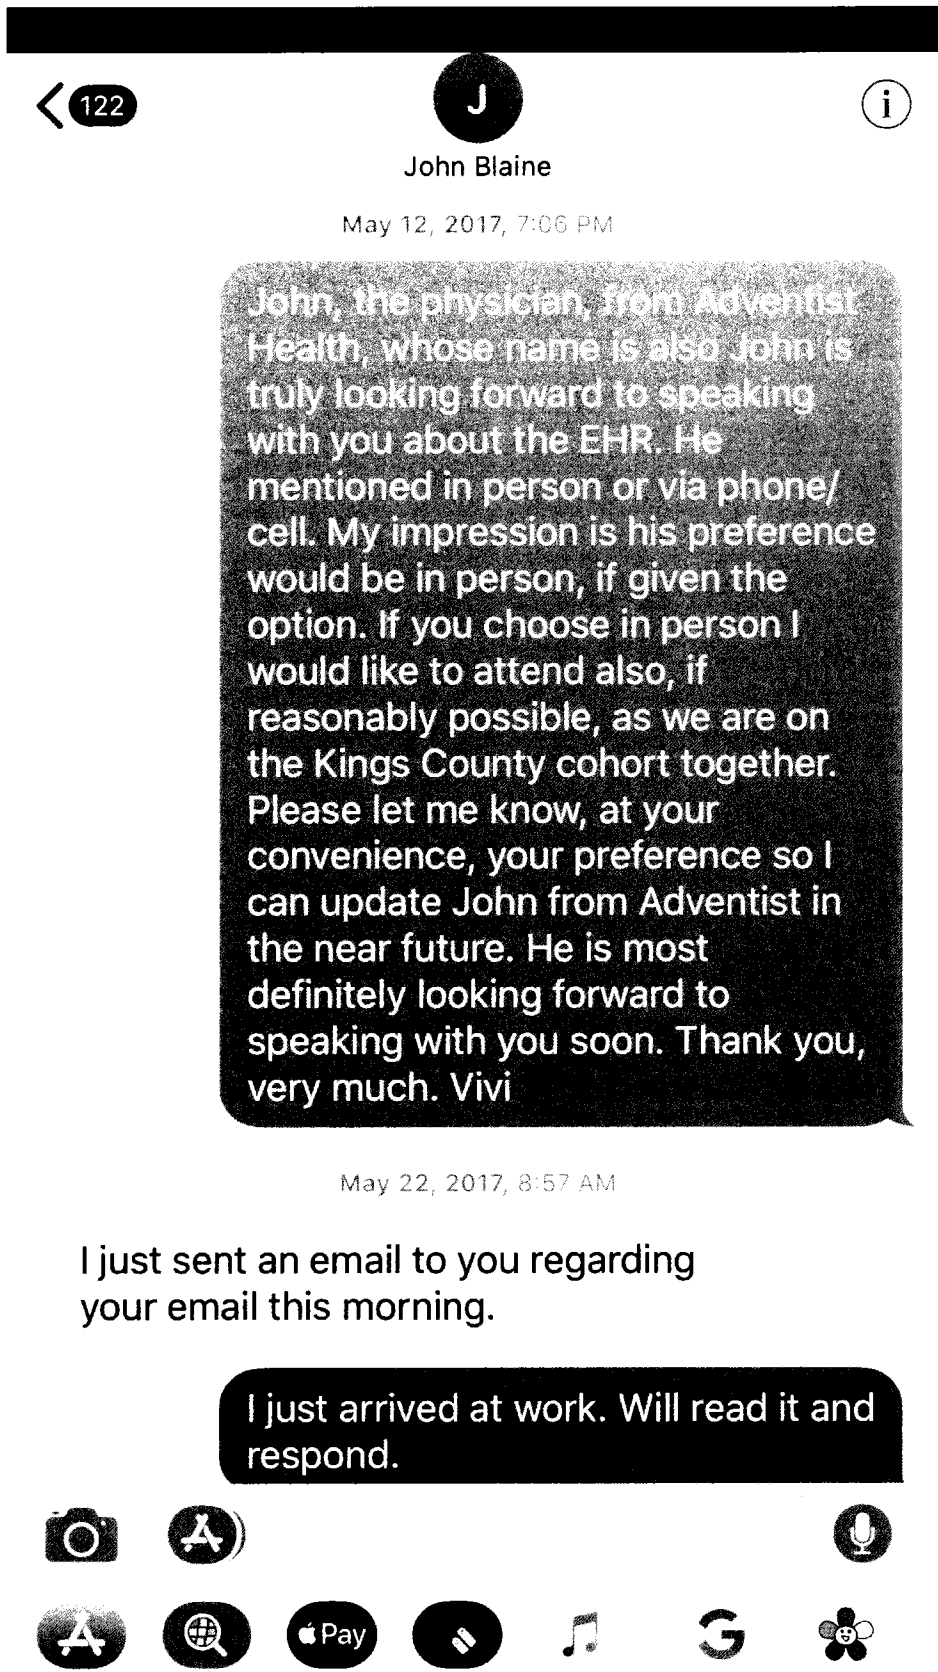 122
J
i
John Blaine
May 12, 2017, 7:06 PM
John, the physician, from Adventist
Health, whose name is also John is
truly looking forward to speaking
with you about the EHR. He
mentioned in person or via phone/
cell. My impression is his preference
would be in person, if given the
option. If you choose in person I
would like to attend also, if
reasonably possible, as we are on
the Kings County cohort together.
Please let me know, at your
convenience, your preference so I
can update John from Adventist in
the near future. He is most
definitely looking forward to
speaking with you soon. Thank you,
very much. Vivi
May 22, 2017, 8:57 AM
I just sent an email to you regarding
your email this morning.
I just arrived at work. Will read it and
respond.
Pay
G